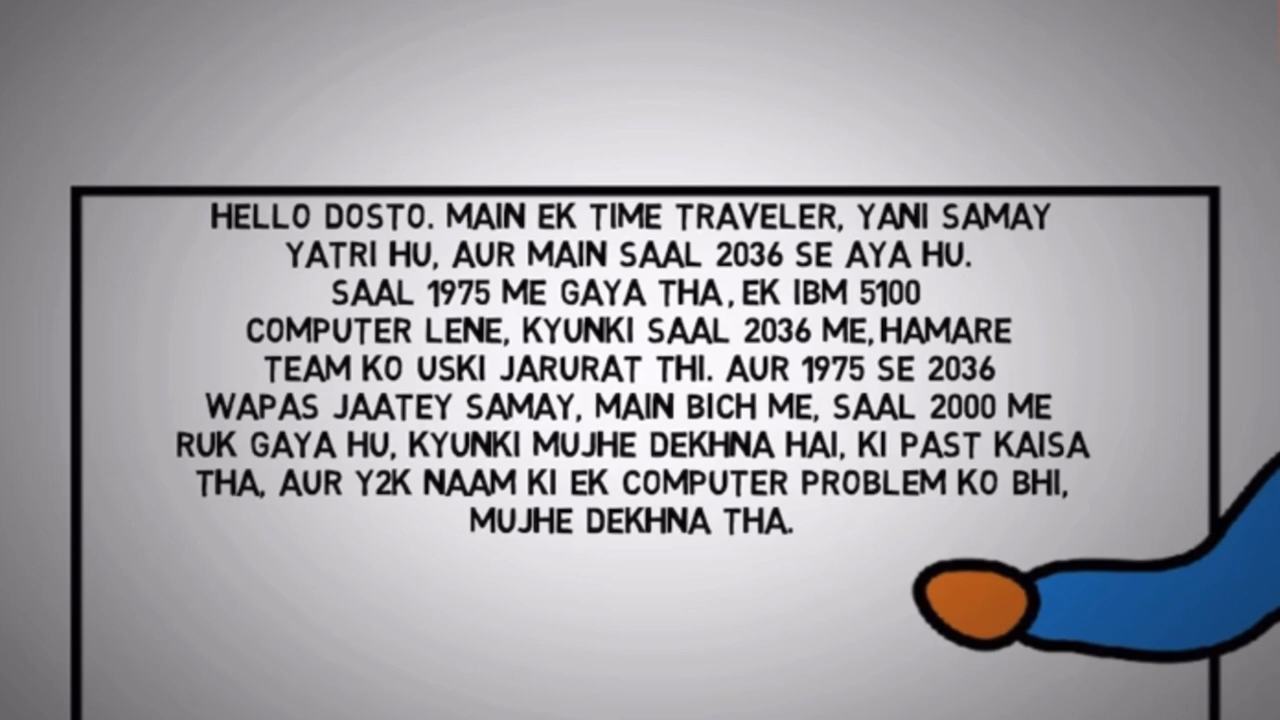 HELLO DOSTO. MAIN EK TIME TRAVELER, YANI SAMAY
YATRI HU, AUR MAIN SAAL 2036 SE AYA HU.
SAAL 1975 ME GAYA THA, EK IBM 5100
COMPUTER LENE, KYUNKI SAAL 2036 ME, HAMARE
TEAM KO USKI JARURAT THI. AUR 1975 SE 2036
WAPAS JAATEY SAMAY, MAIN BICH ME, SAAL 2000 ME
RUK GAYA HU, KYUNKI MUJHE DEKHNA HAI, KI PAST KAISA
THA, AUR Y2K NAAM KI EK COMPUTER PROBLEM KO BHI,
MUJHE DEKHNA THA.